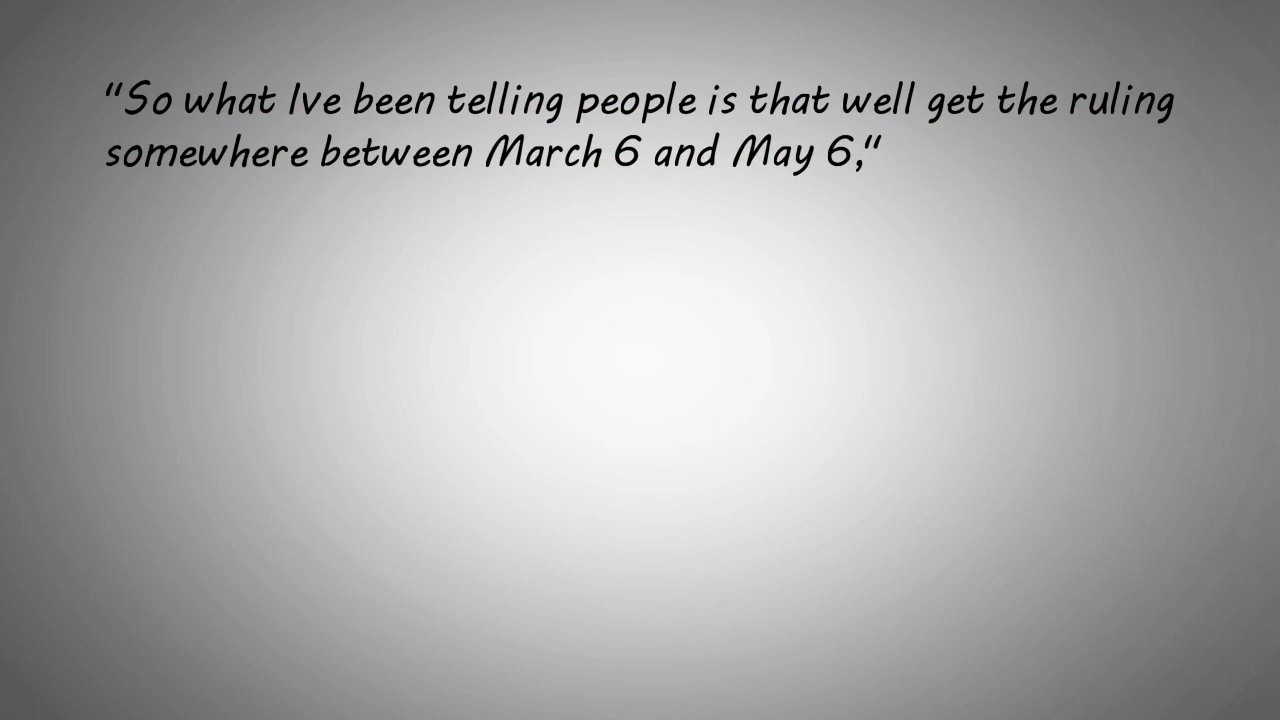 "So what Ive been telling people is that well get the ruling
somewhere between March 6 and May 6,"